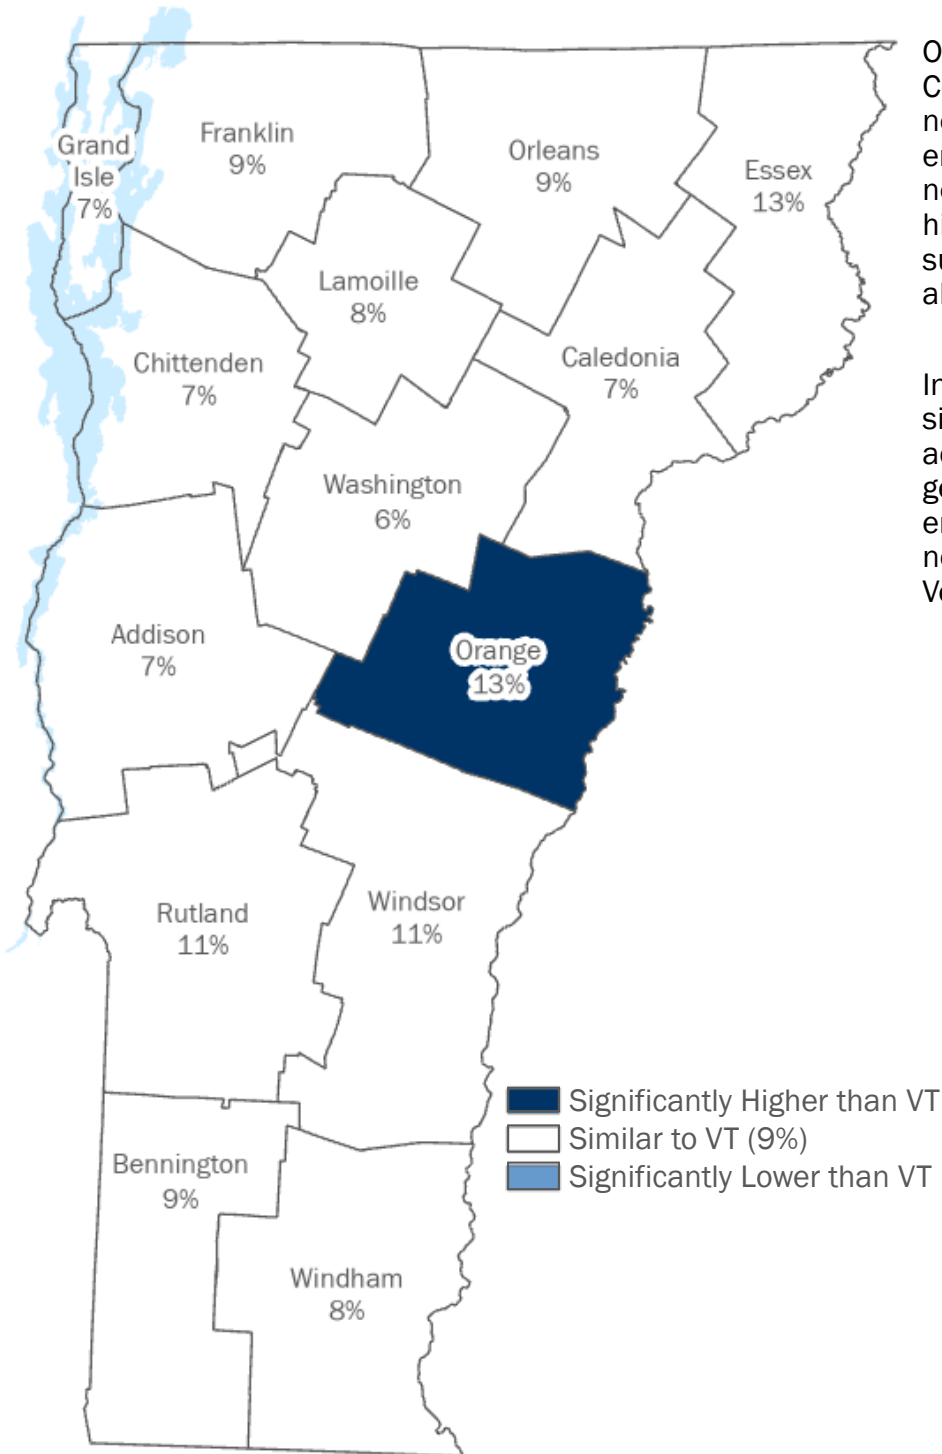 Grand
Isle
7%
Franklin
9%
Orleans
9%
Essex
13%
Lamoille
8%
Chittenden
7%
Caledonia
7%
Washington
6%
Addison
7%
Orange
13%
Rutland
11%
Windsor
11%
Significantly Higher than VT
Similar to VT (9%)
Significantly Lower than VT
Bennington
9%
Windham
8%